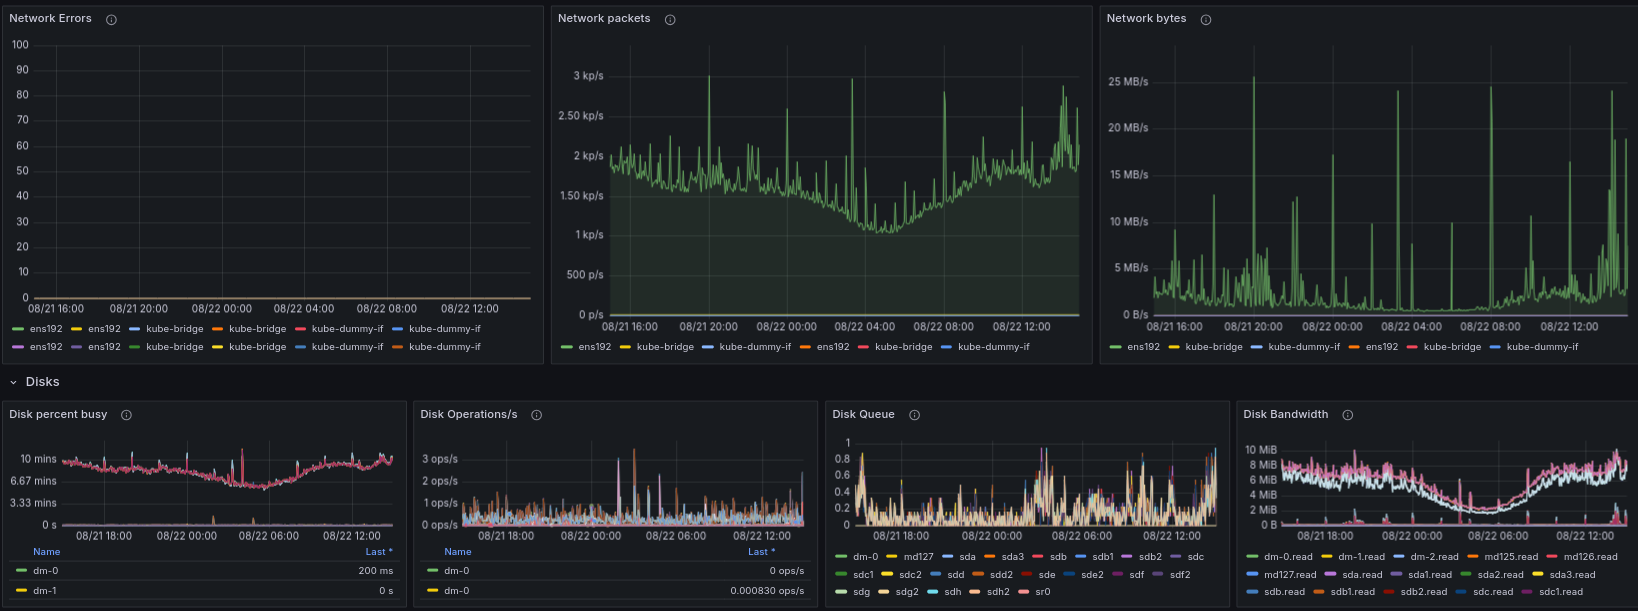 Network Errors
100
90
80
70
60
50
40
30
20
10
0
08/21 16:00 08/21 20:00 08/22 00:00 08/22 04:00 08/22 08:00 08/22 12:00
ens192 ens192 kube-bridge kube-bridge kube-dummy-if kube-dummy-if
ens192 ens192 kube-bridge kube-bridge kube-dummy-if kube-dummy-if
Network packets
3 kp/s
2.50 kp/s
2 kp/s
1.50 kp/s
1 kp/s
500 p/s
0 p/s
08/21 16:00 08/21 20:00 08/22 00:00 08/22 04:00 08/22 08:00 08/22 12:00
ens192 kube-bridge kube-dummy-if ens192 kube-bridge kube-dummy-if
Network bytes
25 MB/s
20 MB/s
15 MB/s
10 MB/s
5 MB/s
0 B/s
08/21 16:00 08/21 20:00 08/22 00:00 08/22 04:00 08/22 08:00 08/22 12:00
ens192 kube-bridge kube-dummy-if ens192 kube-bridge kube-dummy-if
Disks
Disk percent busy
10 mins
6.67 mins
3.33 mins
0 s
08/21 18:00 08/22 00:00 08/22 06:00 08/22 12:00
Name Last *
dm-0 200 ms
dm-1 0 s
Disk Operations/s
3 ops/s
2 ops/s
1 ops/s
0 ops/s
08/21 18:00 08/22 00:00 08/22 06:00 08/22 12:00
Name Last *
dm-0 0 ops/s
dm-0 0.000830 ops/s
Disk Queue
1
0.8
0.6
0.4
0.2
0
08/21 18:00 08/22 00:00 08/22 06:00 08/22 12:00
dm-0 md127 sda sda3 sdb sdb1 sdb2 sdc
sdc1 sdc2 sdd sdd2 sde sde2 sdf sdf2
sdg sdg2 sdh sdh2 sr0
Disk Bandwidth
10 MiB
8 MiB
6 MiB
4 MiB
2 MiB
0 B
08/21 18:00 08/22 00:00 08/22 06:00 08/22 12:00
dm-0.read dm-1.read dm-2.read md125.read md126.read
md127.read sda.read sda1.read sda2.read sda3.read
sdb.read sdb1.read sdb2.read sdc.read sdc1.read